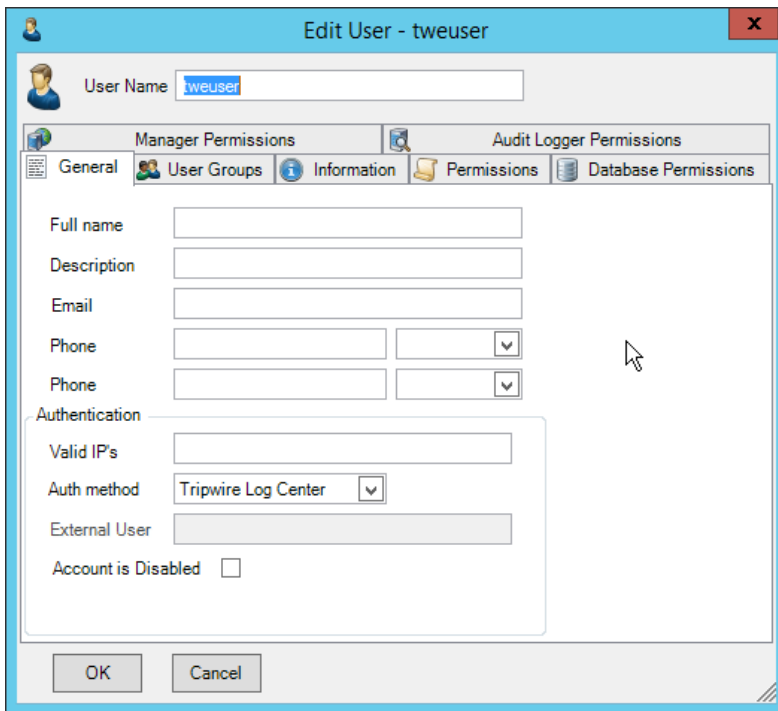 Edit User - tweuser
x
User Name tweuser
Manager Permissions Audit Logger Permissions
General User Groups Information Permissions Database Permissions
Full name
Description
Email
Phone
Phone
Authentication
Valid IP's
Auth method Tripwire Log Center
External User
Account is Disabled
OK Cancel